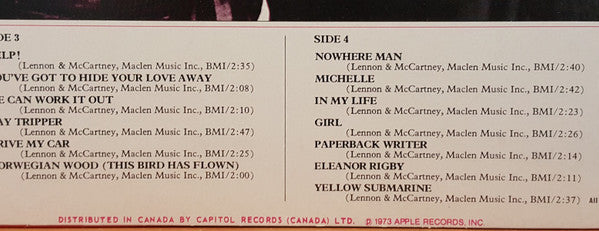 DE 3
ELP!
(Lennon & McCartney, Maclen Music Inc., BMI/2:35)
OU'VE GOT TO HIDE YOUR LOVE AWAY
(Lennon & McCartney, Maclen Music Inc., BMI/2:08)
E CAN WORK IT OUT
(Lennon & McCartney, Maclen Music Inc., BMI/2:10)
AY TRIPPER
(Lennon & McCartney, Maclen Music Inc., BMI/2:47)
RIVE MY CAR
(Lennon & McCartney, Maclen Music Inc., BMI/2:25)
ORWEGIAN WOOD (THIS BIRD HAS FLOWN)
(Lennon & McCartney, Maclen Music Inc., BMI/2:00)
SIDE 4
NOWHERE MAN
(Lennon & McCartney, Maclen Music Inc., BMI/2:40)
MICHELLE
(Lennon & McCartney, Maclen Music Inc., BMI/2:42)
IN MY LIFE
(Lennon & McCartney, Maclen Music Inc., BMI/2:23)
GIRL
(Lennon & McCartney, Maclen Music Inc., BMI/2:26)
PAPERBACK WRITER
(Lennon & McCartney, Maclen Music Inc., BMI/2:14)
ELEANOR RIGBY
(Lennon & McCartney, Maclen Music Inc., BMI/2:11)
YELLOW SUBMARINE
(Lennon & McCartney, Maclen Music Inc., BMI/2:37) All
DISTRIBUTED IN CANADA BY CAPITOL RECORDS (CANADA) LTD. ℗ 1973 APPLE RECORDS, INC